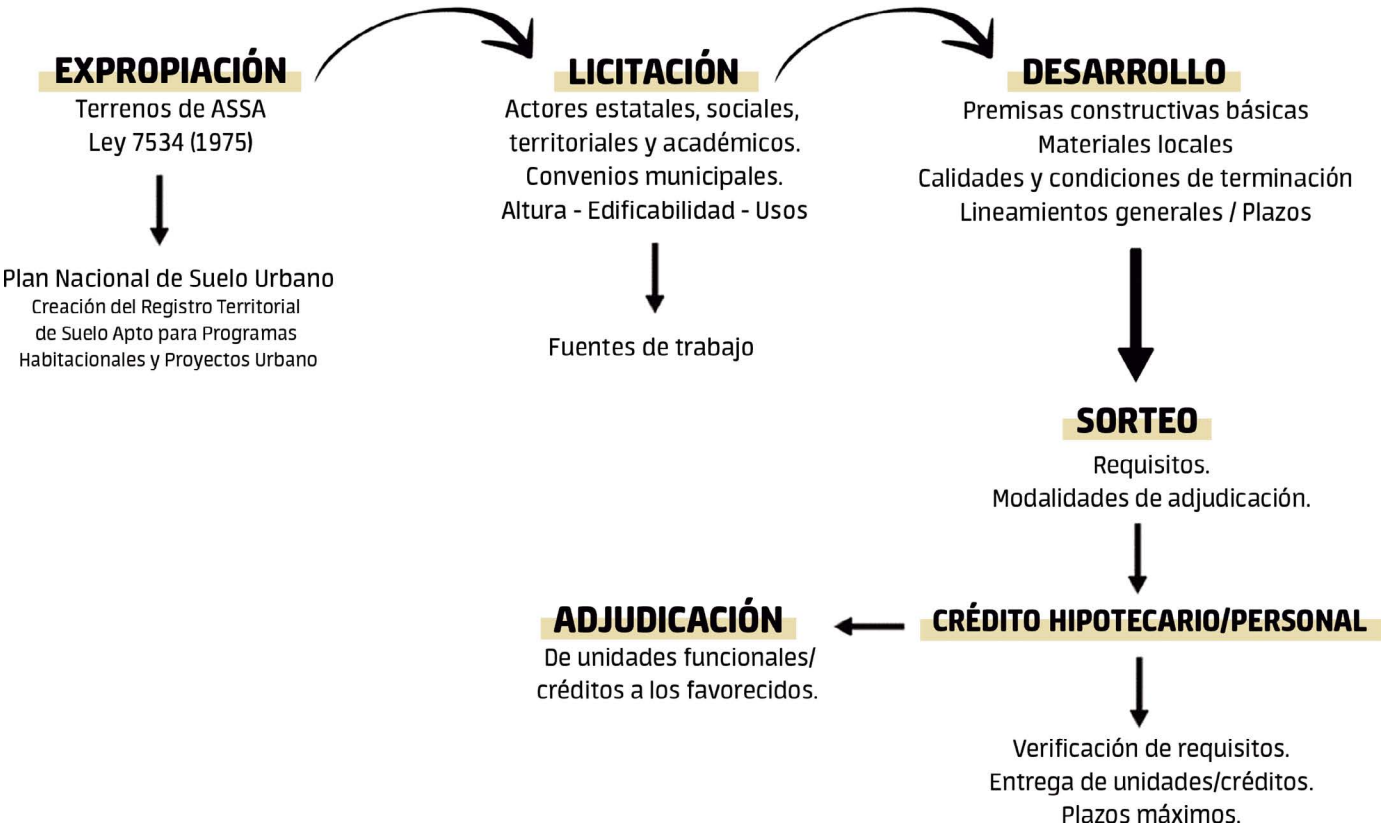 EXPROPIACIÓN
Terrenos de ASSA
Ley 7534 (1975)
Plan Nacional de Suelo Urbano
Creación del Registro Territorial
de Suelo Apto para Programas
Habitacionales y Proyectos Urbano
LICITACIÓN
Actores estatales, sociales,
territoriales y académicos.
Convenios municipales.
Altura - Edificabilidad - Usos
Fuentes de trabajo
DESARROLLO
Premisas constructivas básicas
Materiales locales
Calidades y condiciones de terminación
Lineamientos generales / Plazos
SORTEO
Requisitos.
Modalidades de adjudicación.
CRÉDITO HIPOTECARIO/PERSONAL
Verificación de requisitos.
Entrega de unidades/créditos.
Plazos máximos.
ADJUDICACIÓN
De unidades funcionales/
créditos a los favorecidos.